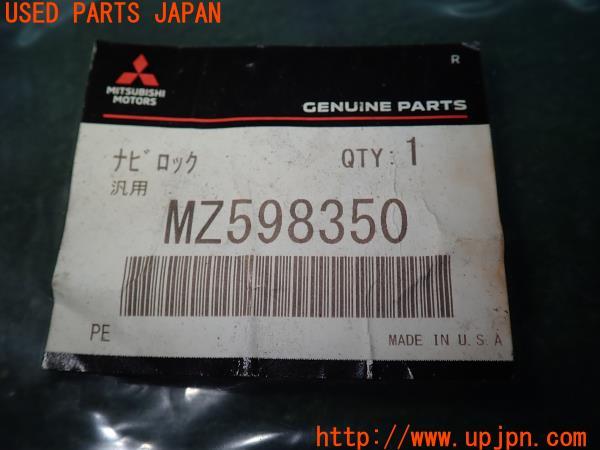 USED PARTS JAPAN
R
MITSUBISHI
MOTORS
GENUINE PARTS
ナビロック
QTY: 1
汎用
MZ598350
PE
MADE IN U.S.A
http://www.upjpn.com